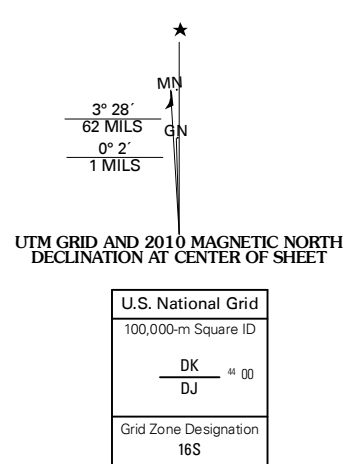 MN
3° 28´
62 MILS
GN
0° 2´
1 MILS
UTM GRID AND 2010 MAGNETIC NORTH
DECLINATION AT CENTER OF SHEET
U.S. National Grid
100,000-m Square ID
DK
44 00
DJ
Grid Zone Designation
16S